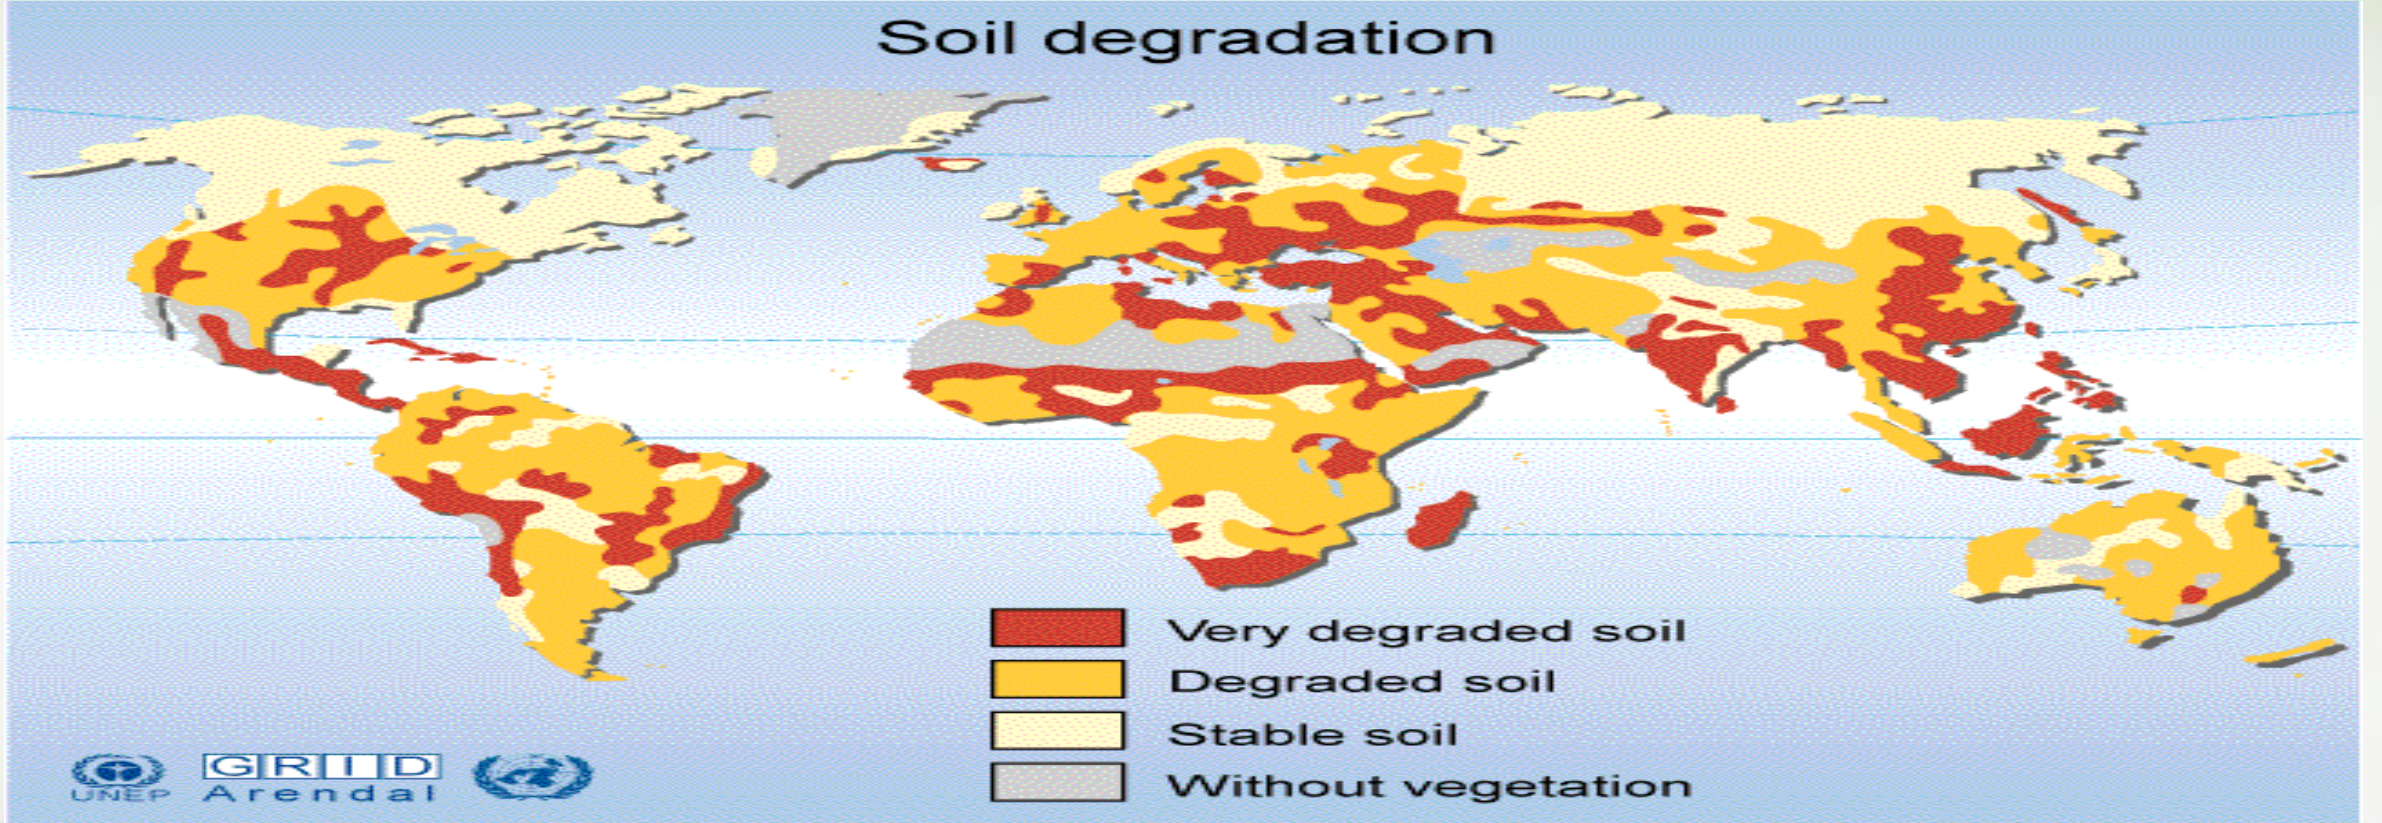 Soil degradation
Very degraded soil
Degraded soil
Stable soil
Without vegetation
UNEP
GRID
Arendal